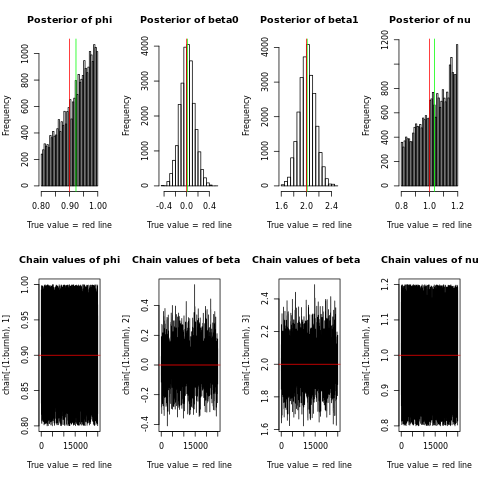 Posterior of phi
Posterior of beta0
Posterior of beta1
Posterior of nu
Frequency
0 200 400 600 800 1000
0.80 0.90 1.00
True value = red line
Frequency
0 1000 2000 3000 4000
-0.4 0.0 0.4
True value = red line
Frequency
0 1000 2000 3000 4000
1.6 2.0 2.4
True value = red line
Frequency
0 200 400 600 800 1200
0.8 1.0 1.2
True value = red line
Chain values of phi
Chain values of beta
Chain values of beta
Chain values of nu
chain[-(1:burnIn), 1]
0.80 0.85 0.90 0.95 1.00
0 15000
True value = red line
chain[-(1:burnIn), 2]
-0.4 -0.2 0.0 0.2 0.4
0 15000
True value = red line
chain[-(1:burnIn), 3]
1.6 1.8 2.0 2.2 2.4
0 15000
True value = red line
chain[-(1:burnIn), 4]
0.8 0.9 1.0 1.1 1.2
0 15000
True value = red line